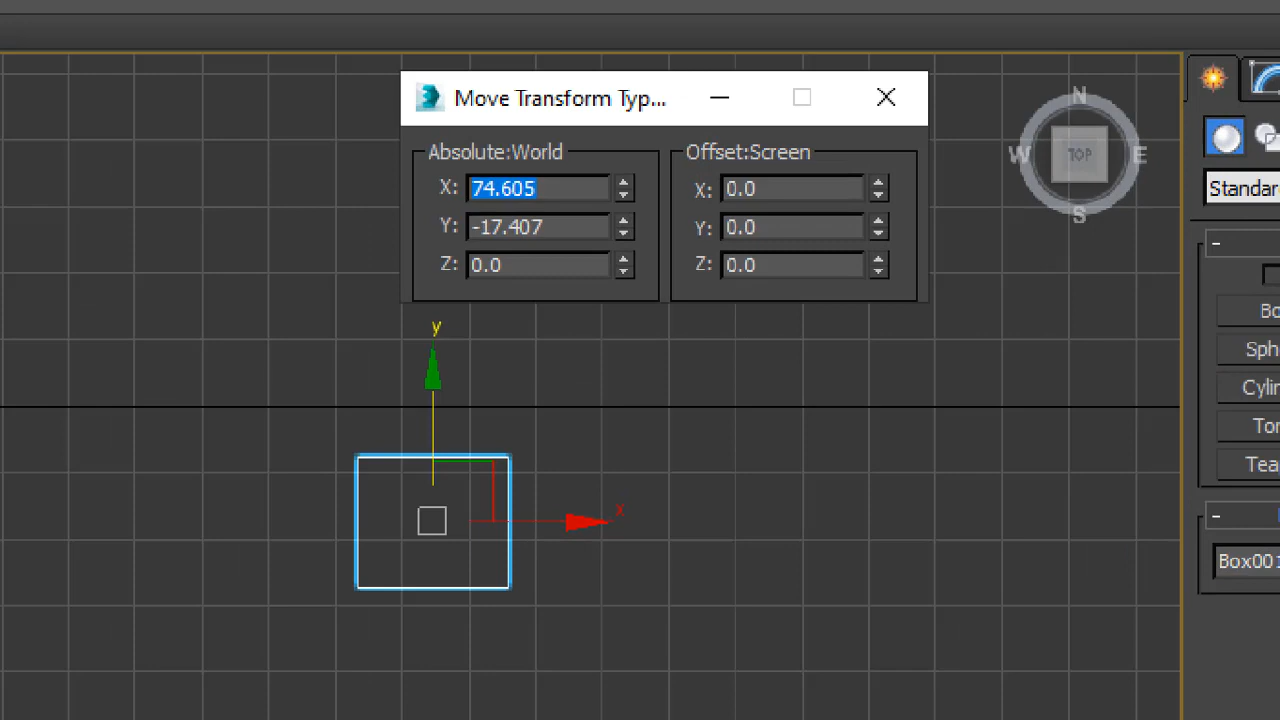 Move Transform Typ...
Absolute:World
X: 74.605
Y: -17.407
Z: 0.0
Offset:Screen
X: 0.0
Y: 0.0
Z: 0.0
N
W TOP E
S
Standar
Bo
Sph
Cylin
Tor
Tea
Box001
y
x